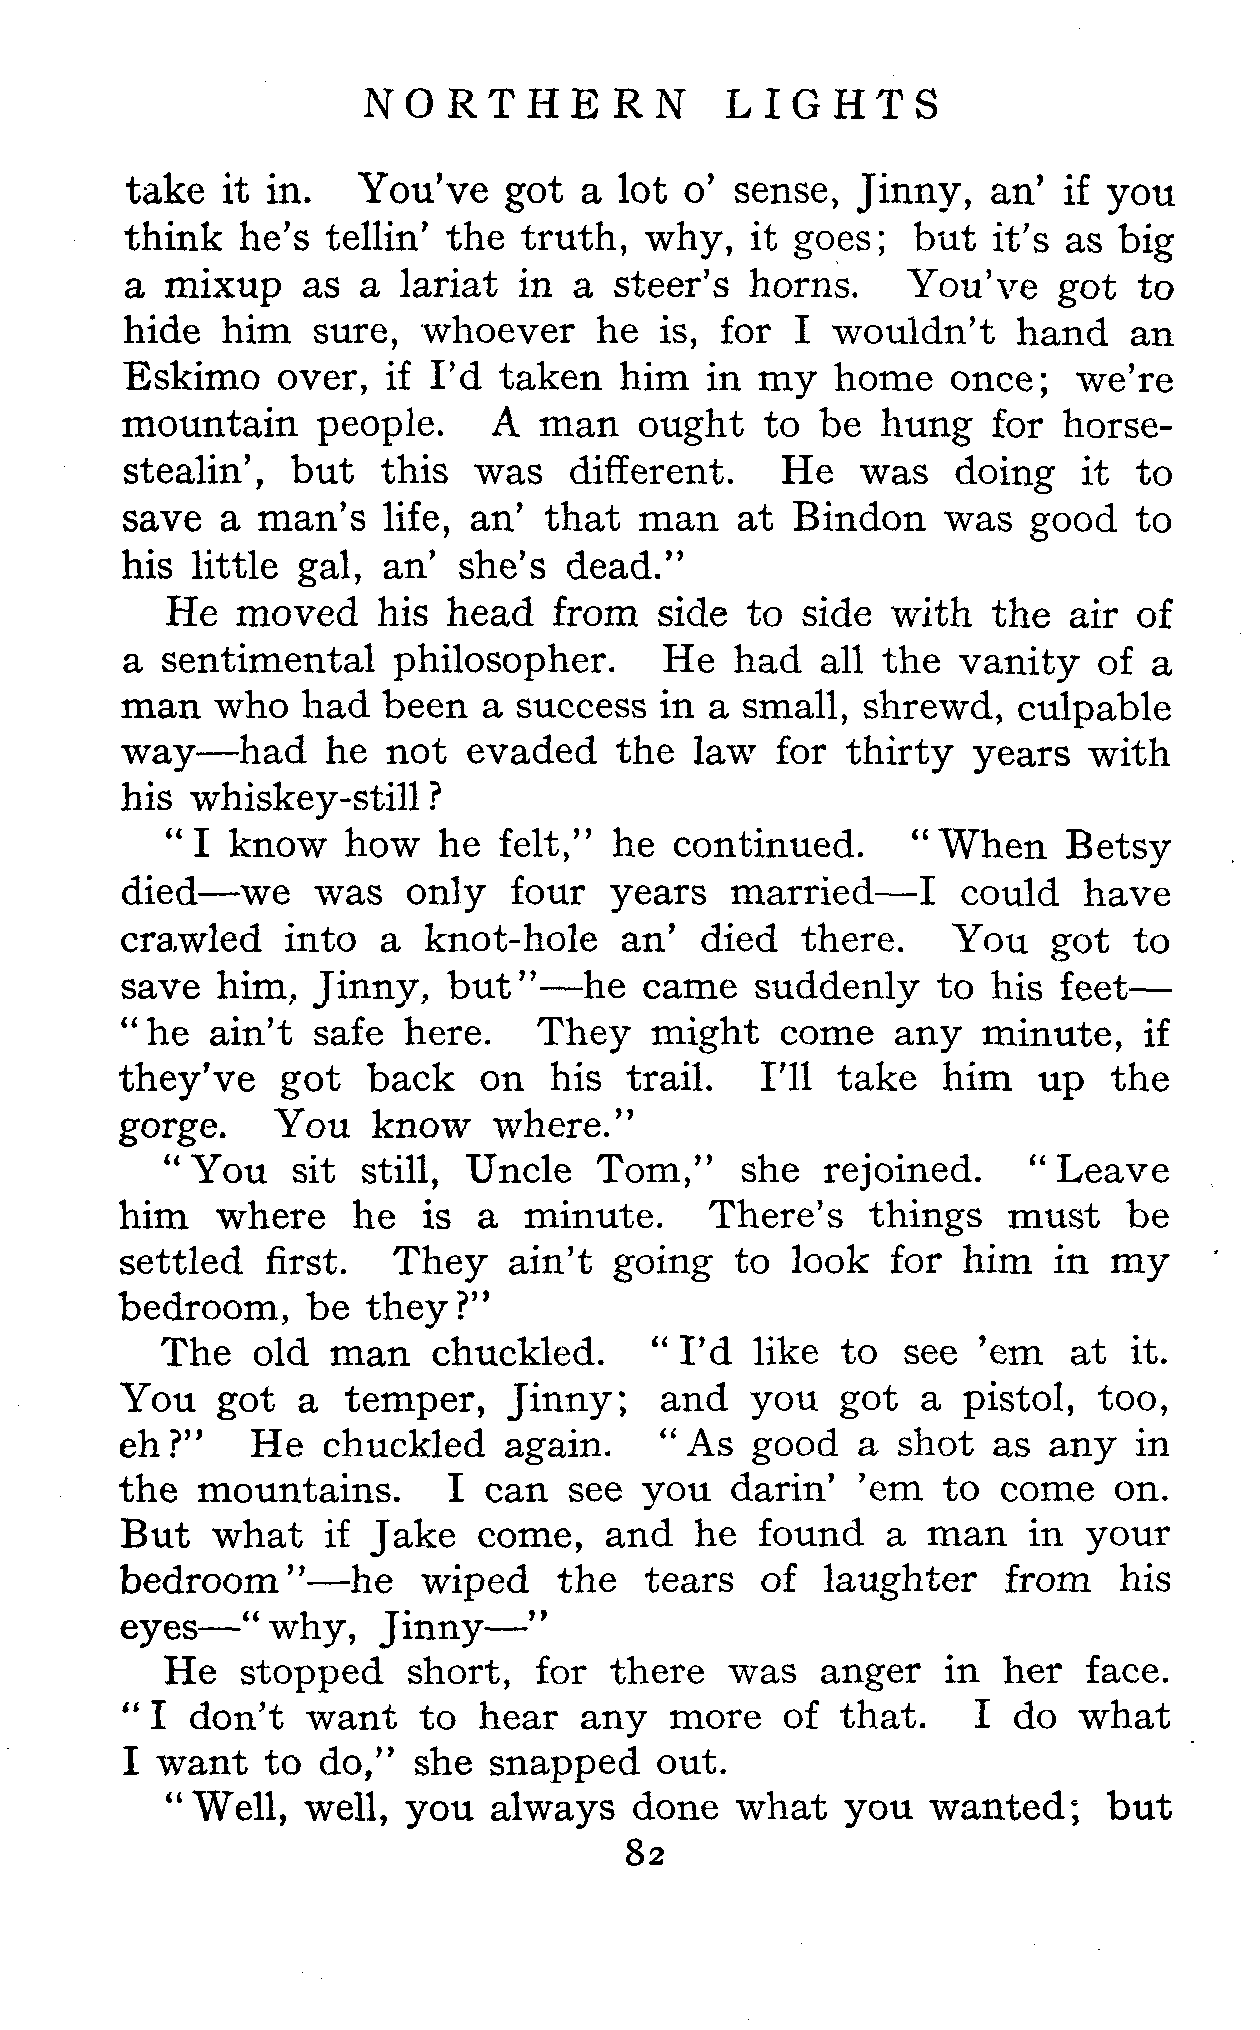 NORTHERN LIGHTS
take it in. You've got a lot o' sense, Jinny, an' if you
think he's tellin' the truth, why, it goes; but it's as big
a mixup as a lariat in a steer's horns. You've got to
hide him sure, whoever he is, for I wouldn't hand an
Eskimo over, if I'd taken him in my home once; we're
mountain people. A man ought to be hung for horse-
stealin', but this was different. He was doing it to
save a man's life, an' that man at Bindon was good to
his little gal, an' she's dead."
He moved his head from side to side with the air of
a sentimental philosopher. He had all the vanity of a
man who had been a success in a small, shrewd, culpable
way—had he not evaded the law for thirty years with
his whiskey-still?
"I know how he felt," he continued. "When Betsy
died—we was only four years married—I could have
crawled into a knot-hole an' died there. You got to
save him, Jinny, but"—he came suddenly to his feet—
"he ain't safe here. They might come any minute, if
they've got back on his trail. I'll take him up the
gorge. You know where."
"You sit still, Uncle Tom," she rejoined. "Leave
him where he is a minute. There's things must be
settled first. They ain't going to look for him in my
bedroom, be they?"
The old man chuckled. "I'd like to see 'em at it.
You got a temper, Jinny; and you got a pistol, too,
eh?" He chuckled again. "As good a shot as any in
the mountains. I can see you darin' 'em to come on.
But what if Jake come, and he found a man in your
bedroom"—he wiped the tears of laughter from his
eyes—"why, Jinny—"
He stopped short, for there was anger in her face.
"I don't want to hear any more of that. I do what
I want to do," she snapped out.
"Well, well, you always done what you wanted; but
82